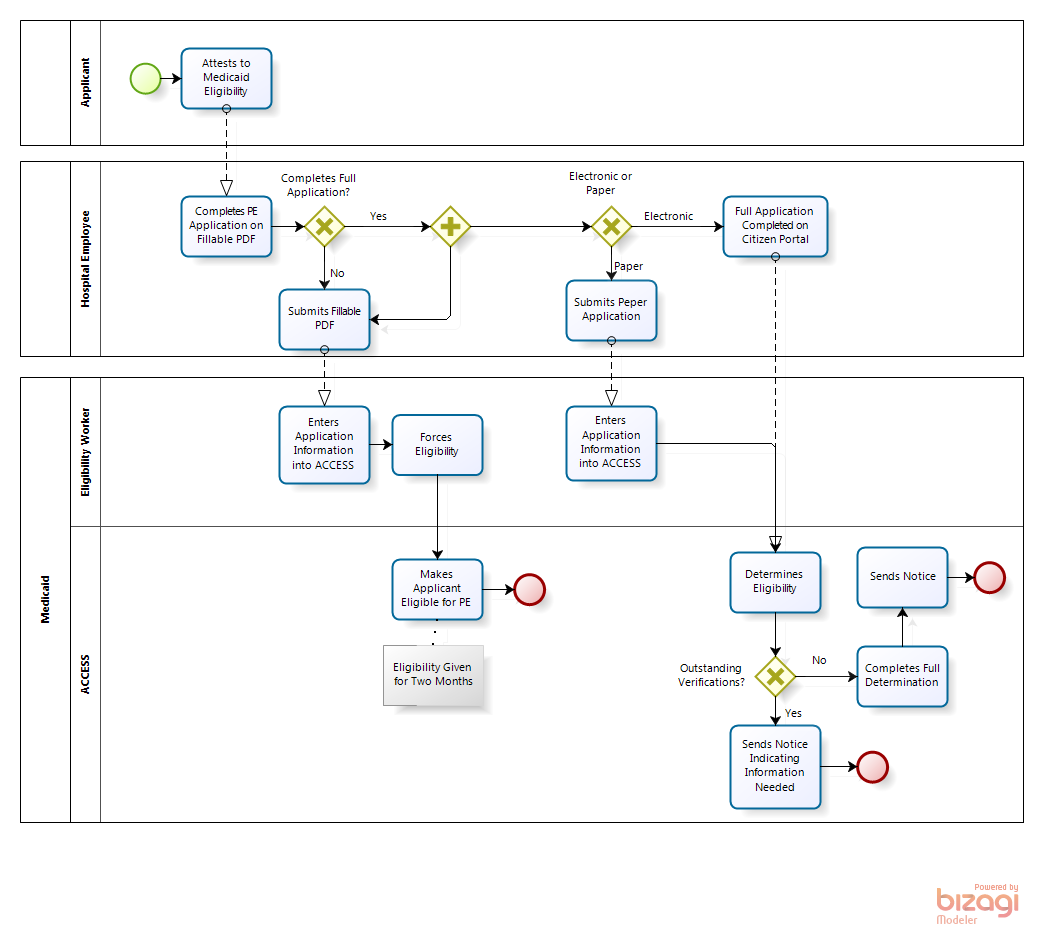 Applicant
Attests to
Medicaid
Eligibility
Hospital Employee
Completes PE
Application on
Fillable PDF
Completes Full
Application?
Yes
No
Submits Fillable
PDF
Electronic or
Paper
Electronic
Paper
Full Application
Completed on
Citizen Portal
Submits Peper
Application
Medicaid
Eligibility Worker
Enters
Application
Information
into ACCESS
Forces
Eligibility
Enters
Application
Information
into ACCESS
ACCESS
Makes
Applicant
Eligible for PE
Eligibility Given
for Two Months
Determines
Eligibility
Outstanding
Verifications?
No
Yes
Completes Full
Determination
Sends Notice
Sends Notice
Indicating
Information
Needed
Powered by
bizagi
Modeler